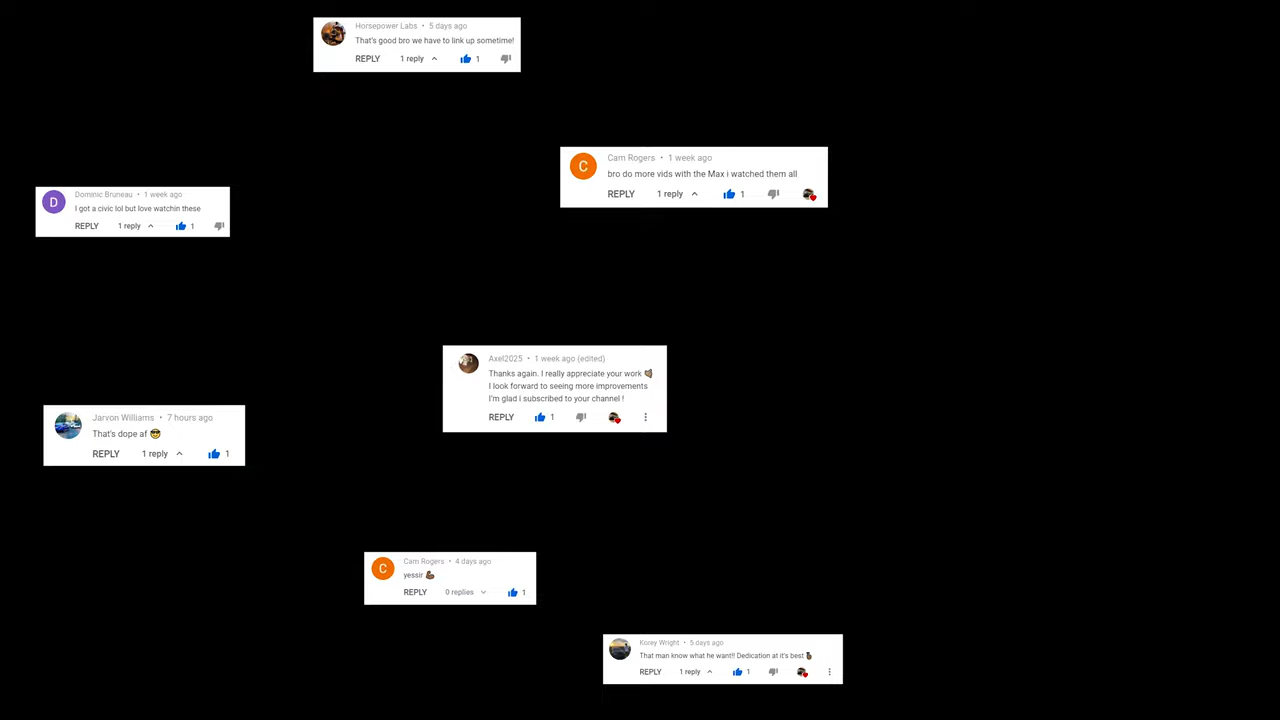 Horsepower Labs • 5 days ago
That's good bro we have to link up sometime!
REPLY 1 reply 1
Cam Rogers • 1 week ago
bro do more vids with the Max i watched them all
REPLY 1 reply 1
C
Dominic Bruneau • 1 week ago
I got a civic lol but love watchin these
REPLY 1 reply 1
D
Axel2025 • 1 week ago (edited)
Thanks again. I really appreciate your work
I look forward to seeing more improvements
I'm glad i subscribed to your channel !
REPLY 1
Jarvon Williams • 7 hours ago
That's dope af 😎
REPLY 1 reply 1
Cam Rogers • 4 days ago
yessir 💪🏾
REPLY 0 replies 1
C
Korey Wright • 5 days ago
That man know what he want!! Dedication at it's best
REPLY 1 reply 1